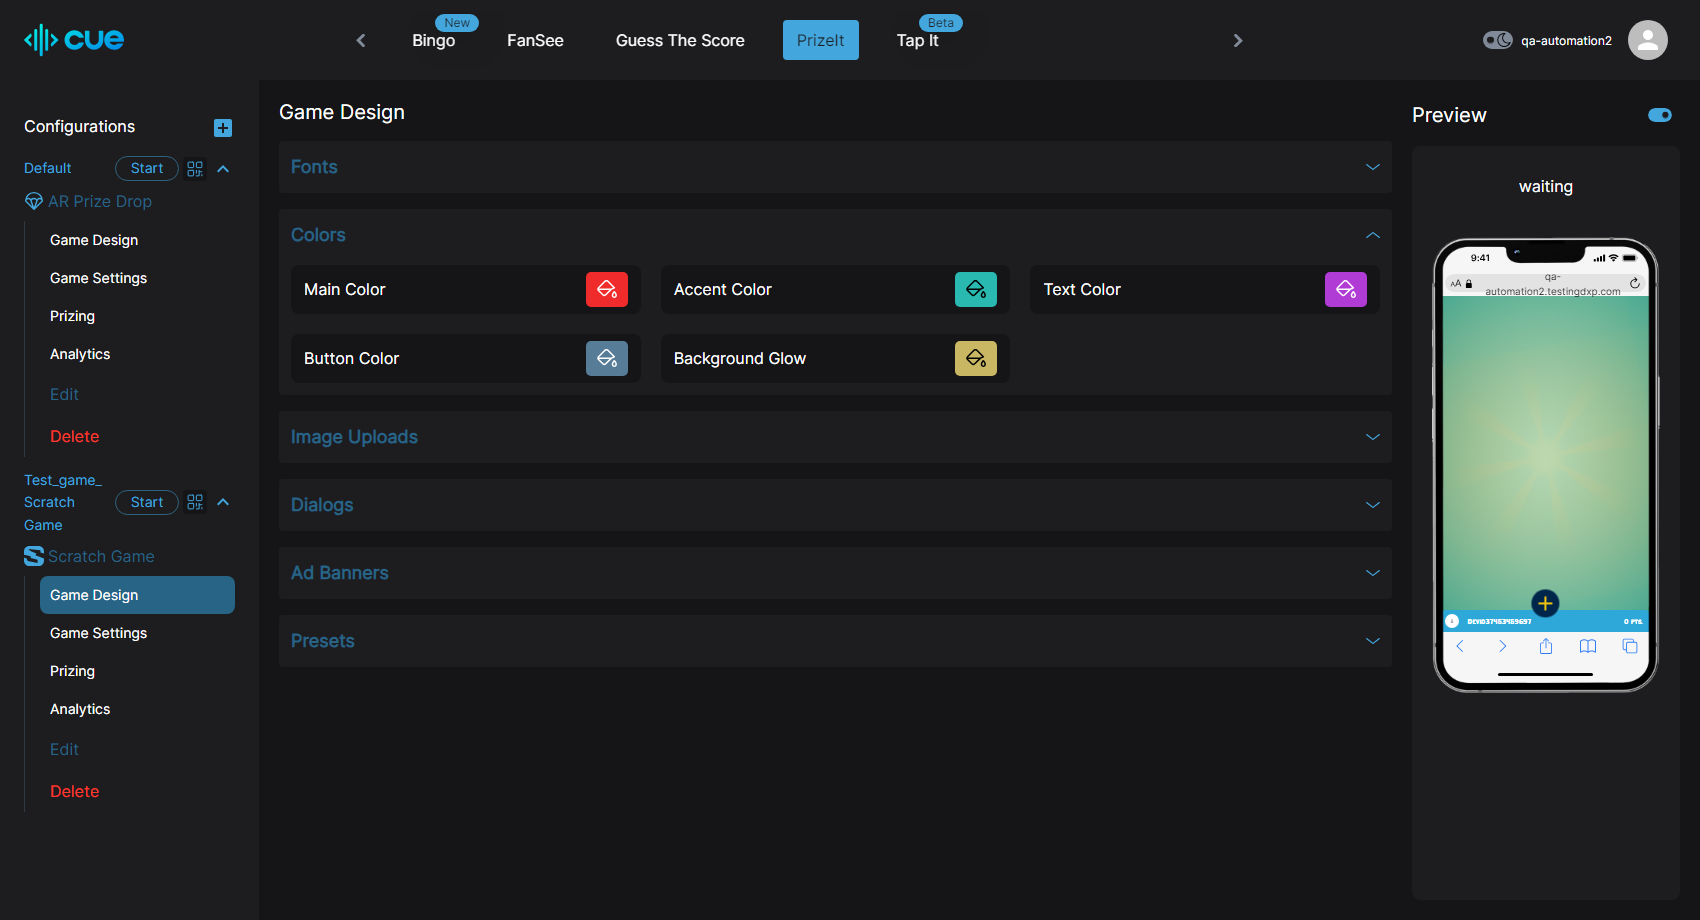 cue
New
Bingo
FanSee
Guess The Score
PrizeIt
Beta
Tap It
qa-automation2
Configurations
Default
Start
AR Prize Drop
Game Design
Game Settings
Prizing
Analytics
Edit
Delete
Test_game_
Scratch
Game
Start
Scratch Game
Game Design
Game Settings
Prizing
Analytics
Edit
Delete
Game Design
Fonts
Colors
Main Color
Accent Color
Text Color
Button Color
Background Glow
Image Uploads
Dialogs
Ad Banners
Presets
Preview
waiting
9:41
AA
qa-
automation2.testingdxp.com
0 PTS.